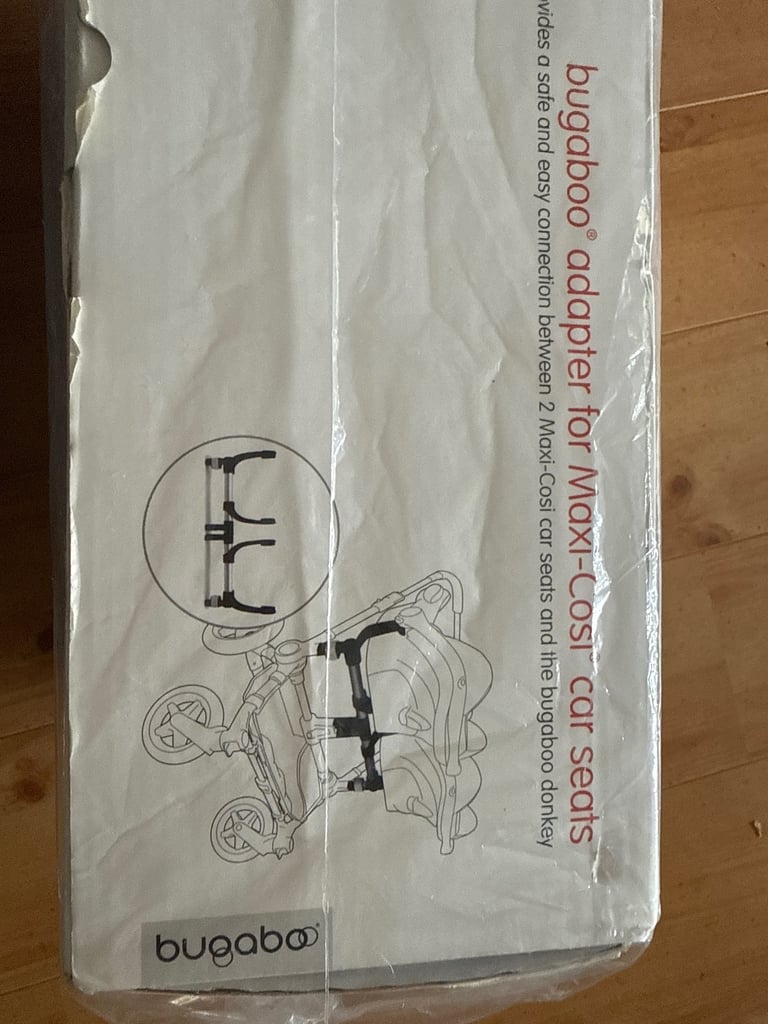 bugaboo® adapter for Maxi-Cosi® car seats
a safe and easy connection between 2 Maxi-Cosi car seats and the bugaboo donkey
bugaboo®